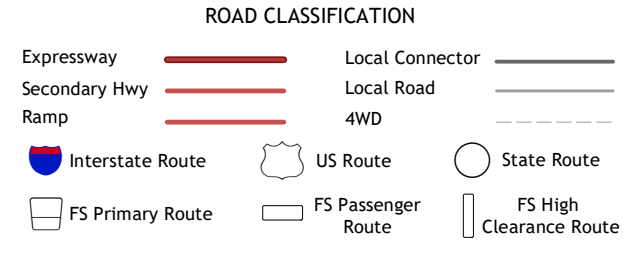 ROAD CLASSIFICATION
Expressway
Local Connector
Secondary Hwy
Local Road
Ramp
4WD
Interstate Route
US Route
State Route
FS Primary Route
FS Passenger
Route
FS High
Clearance Route